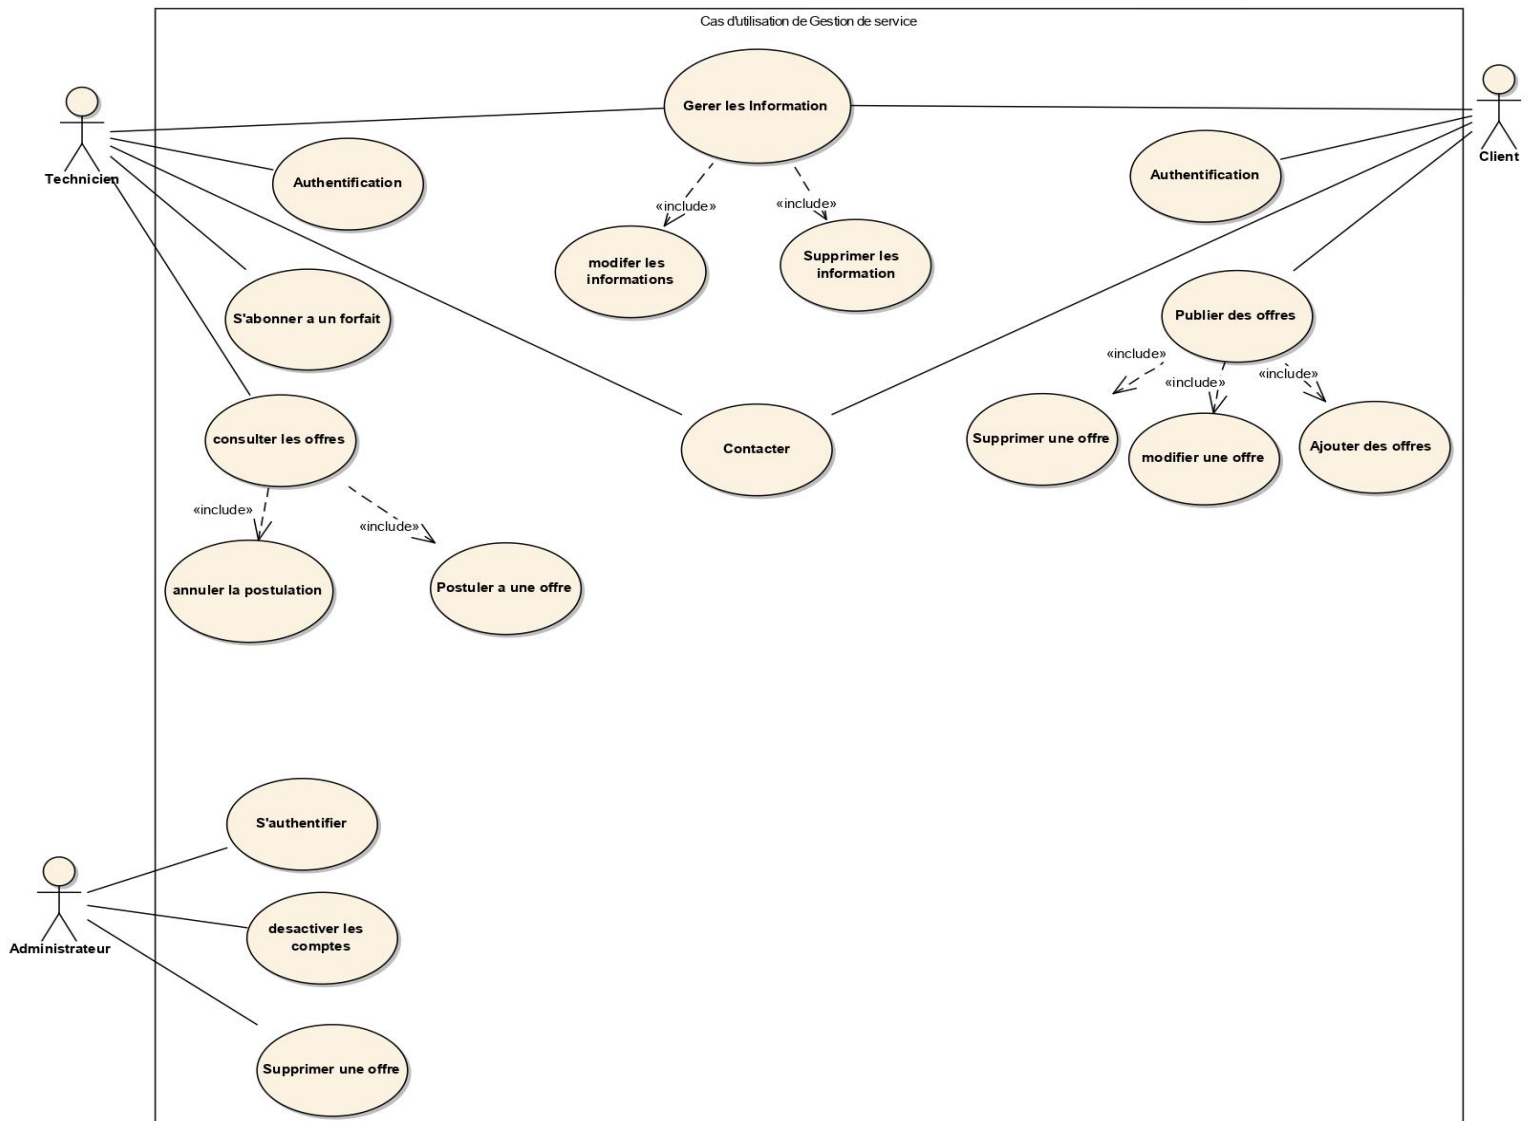 Cas d'utilisation de Gestion de service
Gerer les Information
Technicien
Client
Authentification
Authentification
«include»
«include»
modifer les
informations
Supprimer les
information
S'abonner a un forfait
Publier des offres
«include»
«include»
«include»
consulter les offres
Contacter
Supprimer une offre
modifier une offre
Ajouter des offres
«include»
«include»
annuler la postulation
Postuler a une offre
S'authentifier
Administrateur
desactiver les
comptes
Supprimer une offre